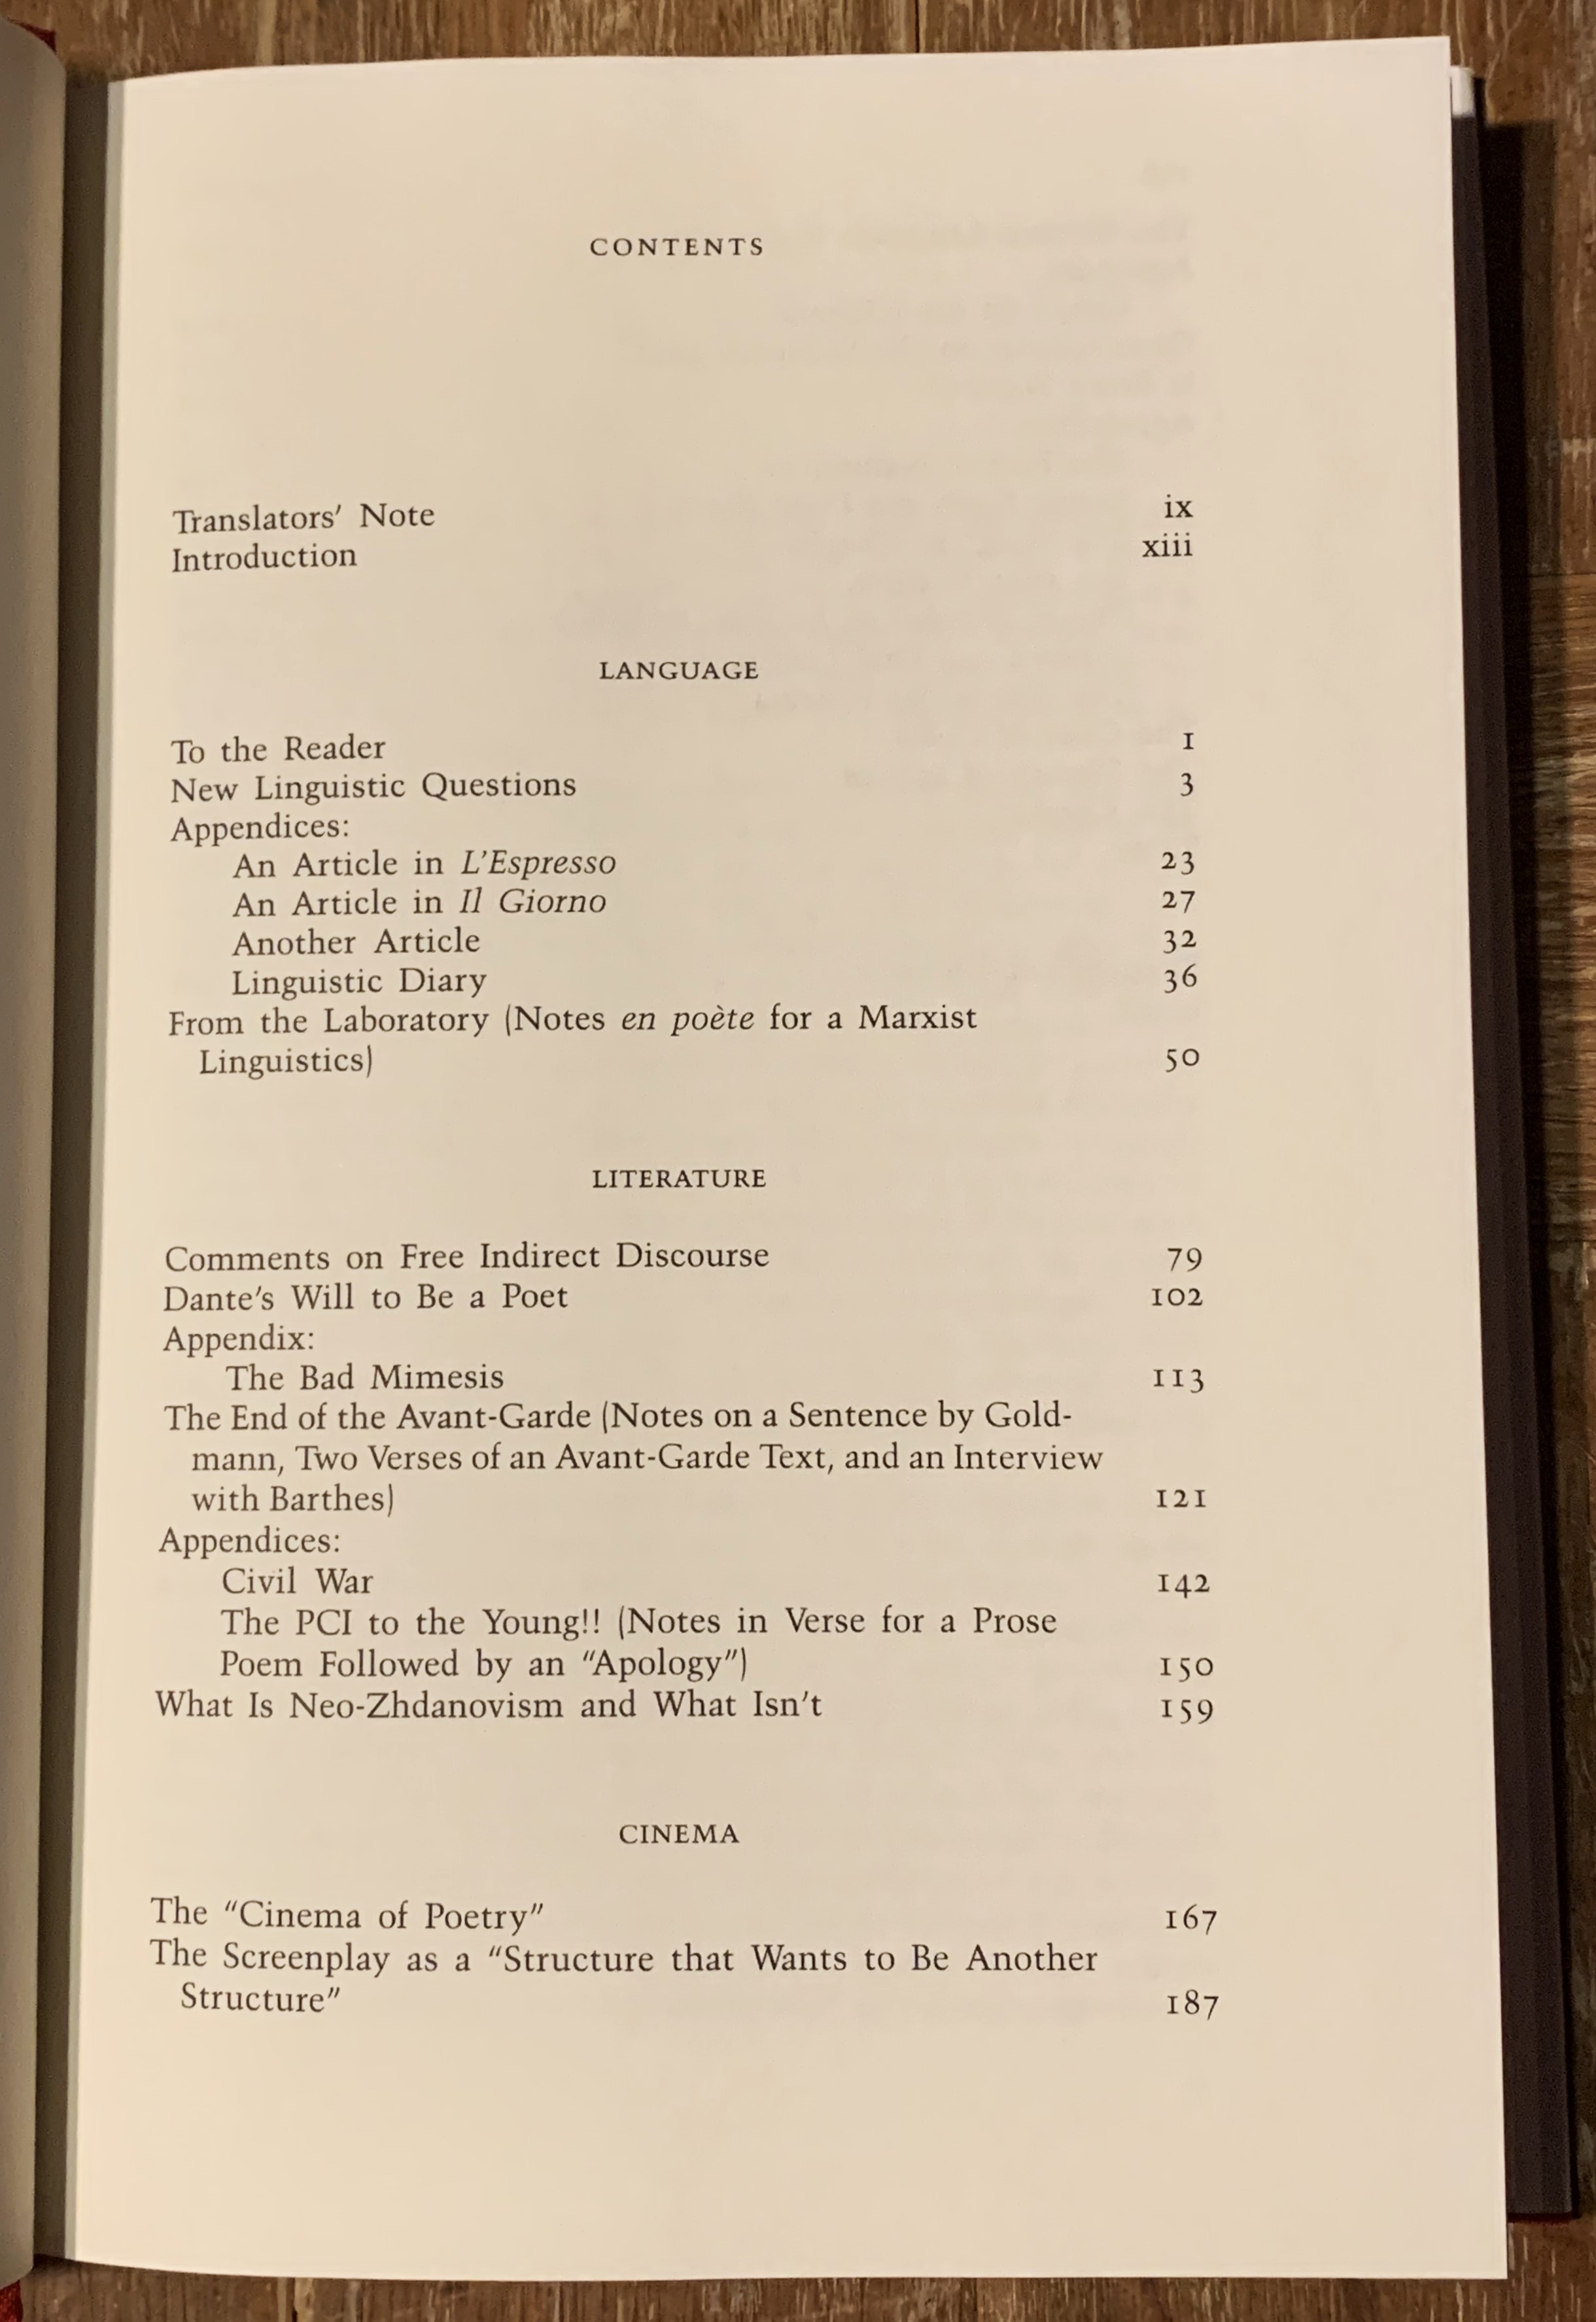 CONTENTS
Translators' Note ix
Introduction xiii
LANGUAGE
To the Reader 1
New Linguistic Questions 3
Appendices:
An Article in L'Espresso 23
An Article in Il Giorno 27
Another Article 32
Linguistic Diary 36
From the Laboratory (Notes en poète for a Marxist
Linguistics) 50
LITERATURE
Comments on Free Indirect Discourse 79
Dante's Will to Be a Poet 102
Appendix:
The Bad Mimesis 113
The End of the Avant-Garde (Notes on a Sentence by Gold-
mann, Two Verses of an Avant-Garde Text, and an Interview
with Barthes) 121
Appendices:
Civil War 142
The PCI to the Young!! (Notes in Verse for a Prose
Poem Followed by an "Apology") 150
What Is Neo-Zhdanovism and What Isn't 159
CINEMA
The "Cinema of Poetry" 167
The Screenplay as a "Structure that Wants to Be Another
Structure" 187